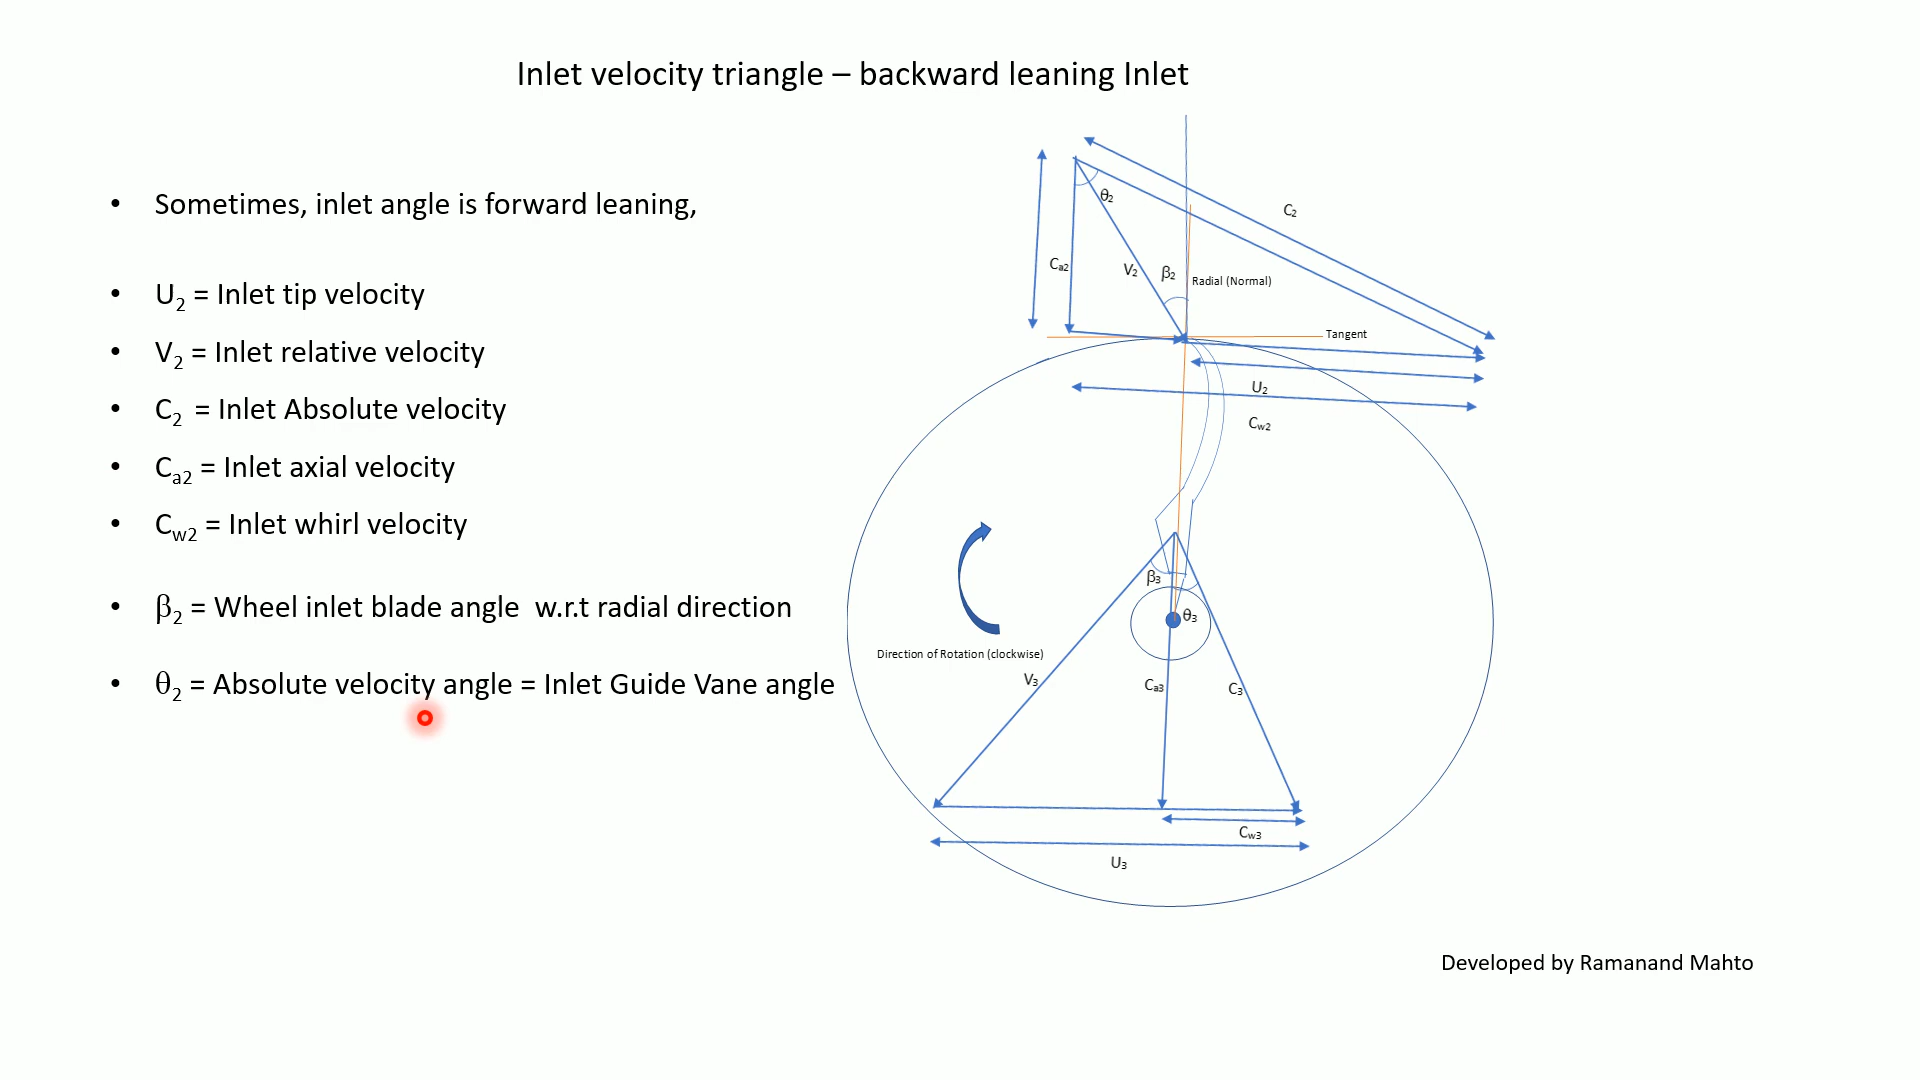 Inlet velocity triangle – backward leaning Inlet
• Sometimes, inlet angle is forward leaning,
• U2 = Inlet tip velocity
• V2 = Inlet relative velocity
• C2 = Inlet Absolute velocity
• Ca2 = Inlet axial velocity
• Cw2 = Inlet whirl velocity
• β2 = Wheel inlet blade angle w.r.t radial direction
• θ2 = Absolute velocity angle = Inlet Guide Vane angle
θ2
C2
Ca2
V2
β2
Radial (Normal)
Tangent
U2
Cw2
β3
θ3
Direction of Rotation (clockwise)
V3
Ca3
C3
Cw3
U3
Developed by Ramanand Mahto